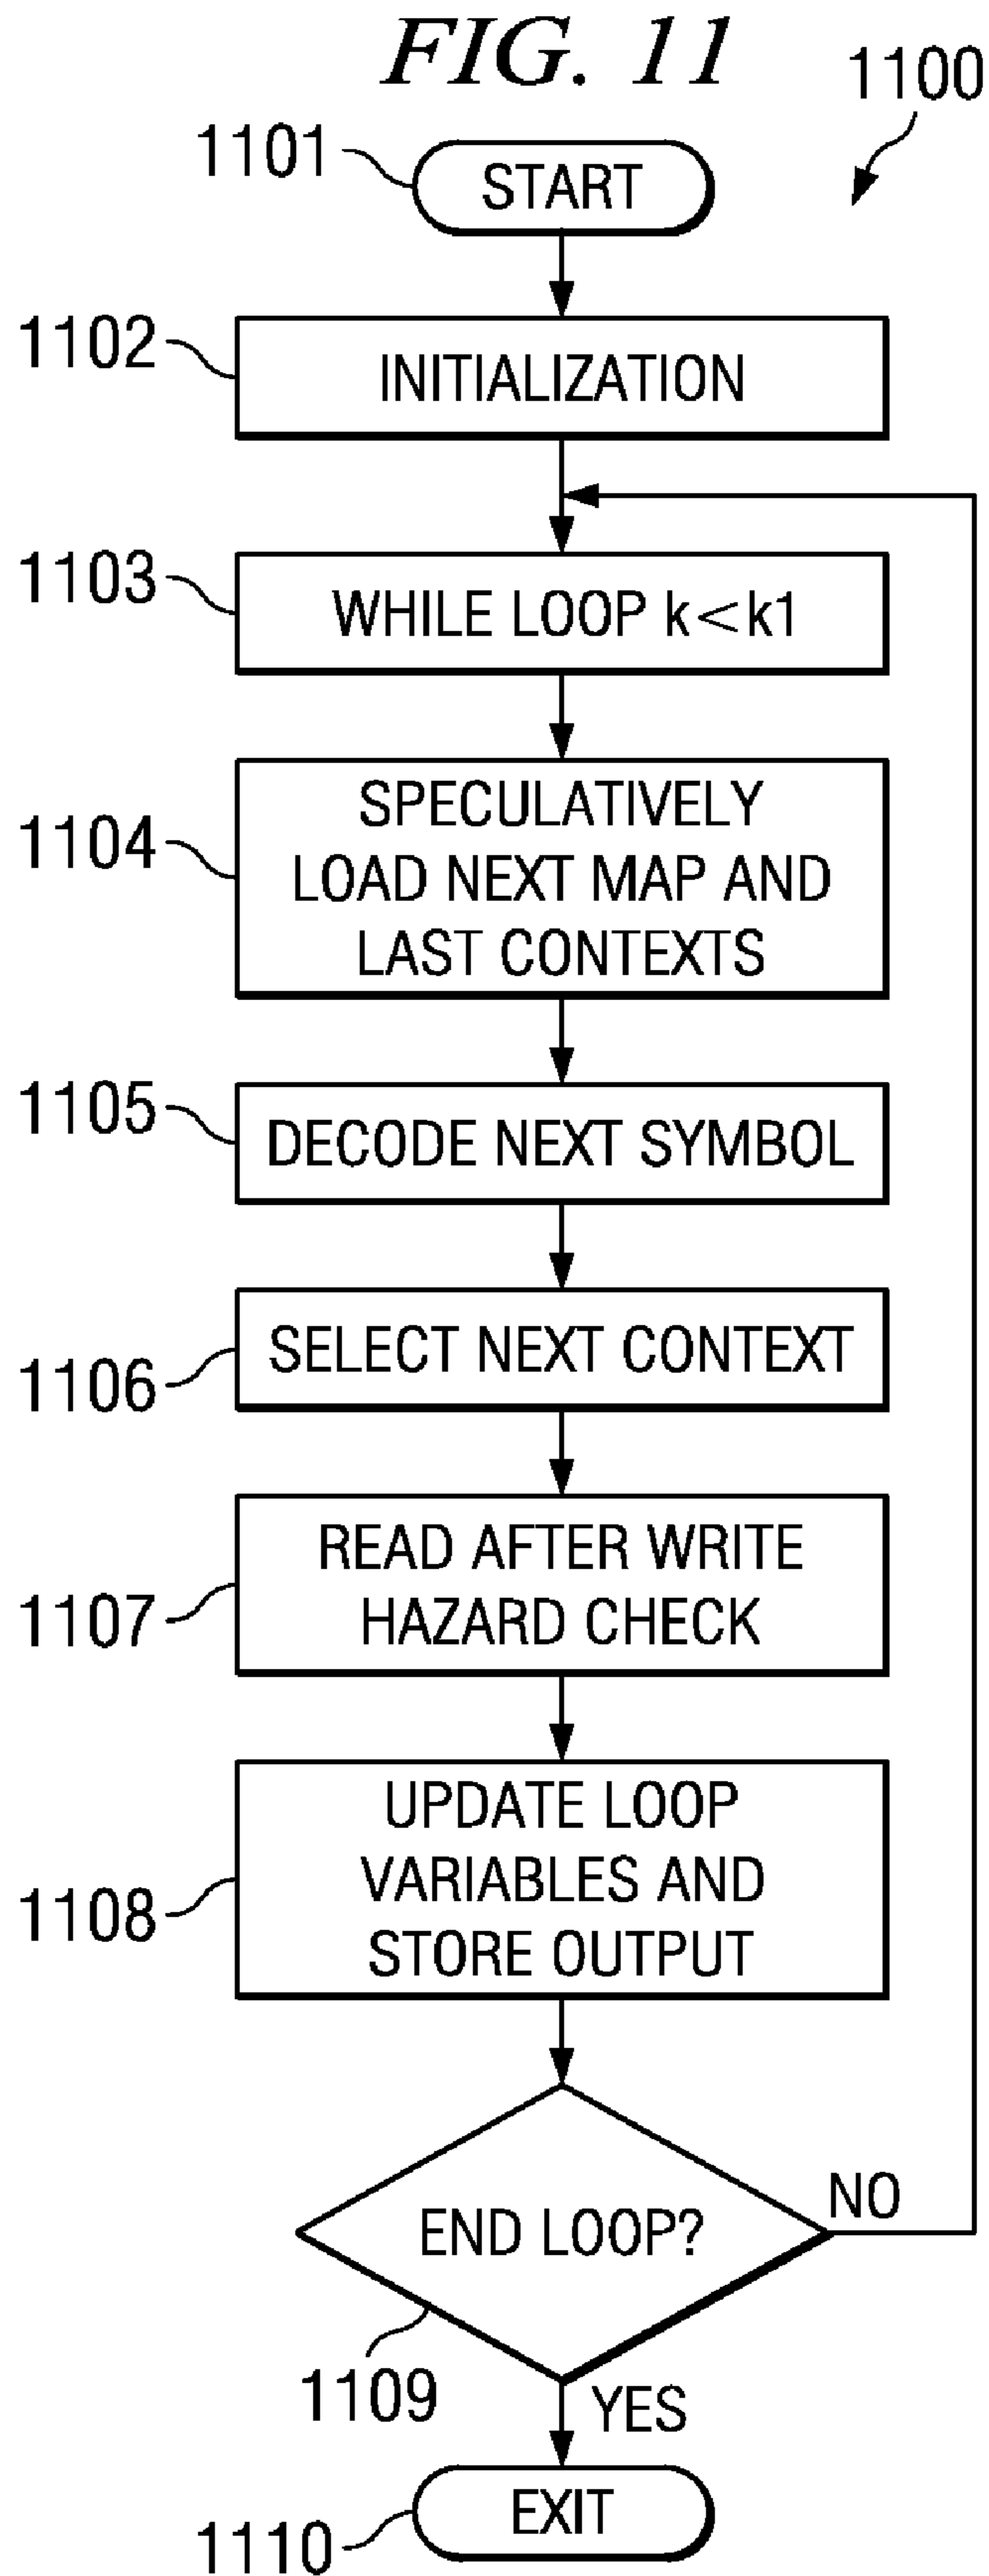 FIG. 11
1100
1101
START
1102
INITIALIZATION
1103
WHILE LOOP k<k1
1104
SPECULATIVELY
LOAD NEXT MAP AND
LAST CONTEXTS
1105
DECODE NEXT SYMBOL
1106
SELECT NEXT CONTEXT
1107
READ AFTER WRITE
HAZARD CHECK
1108
UPDATE LOOP
VARIABLES AND
STORE OUTPUT
END LOOP?
NO
1109
YES
EXIT
1110